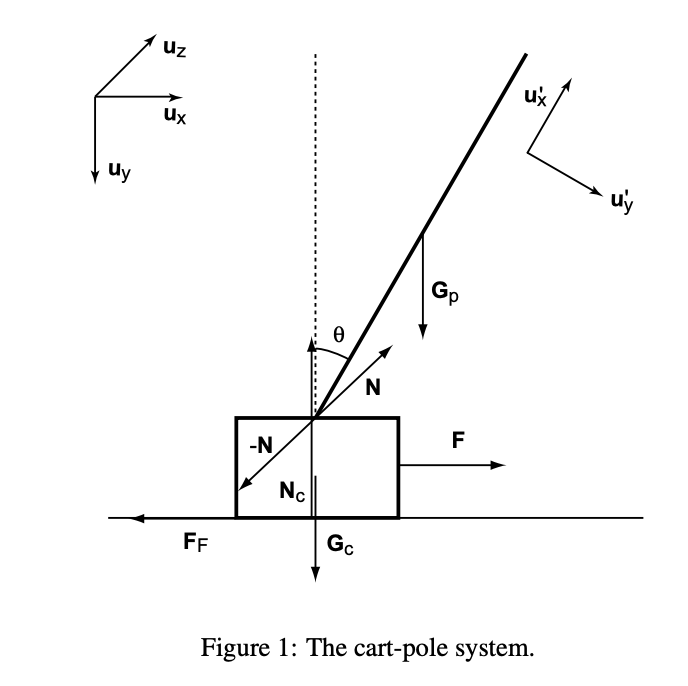 uz
ux
uy
u'x
u'y
Gp
θ
N
-N
F
Nc
FF
Gc
Figure 1: The cart-pole system.